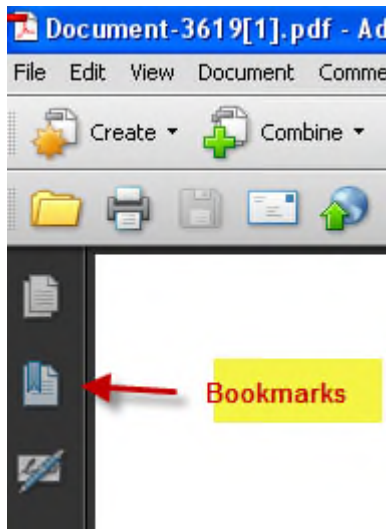 Document-3619[1].pdf - Ad
File Edit View Document Comme
Create Combine
Bookmarks